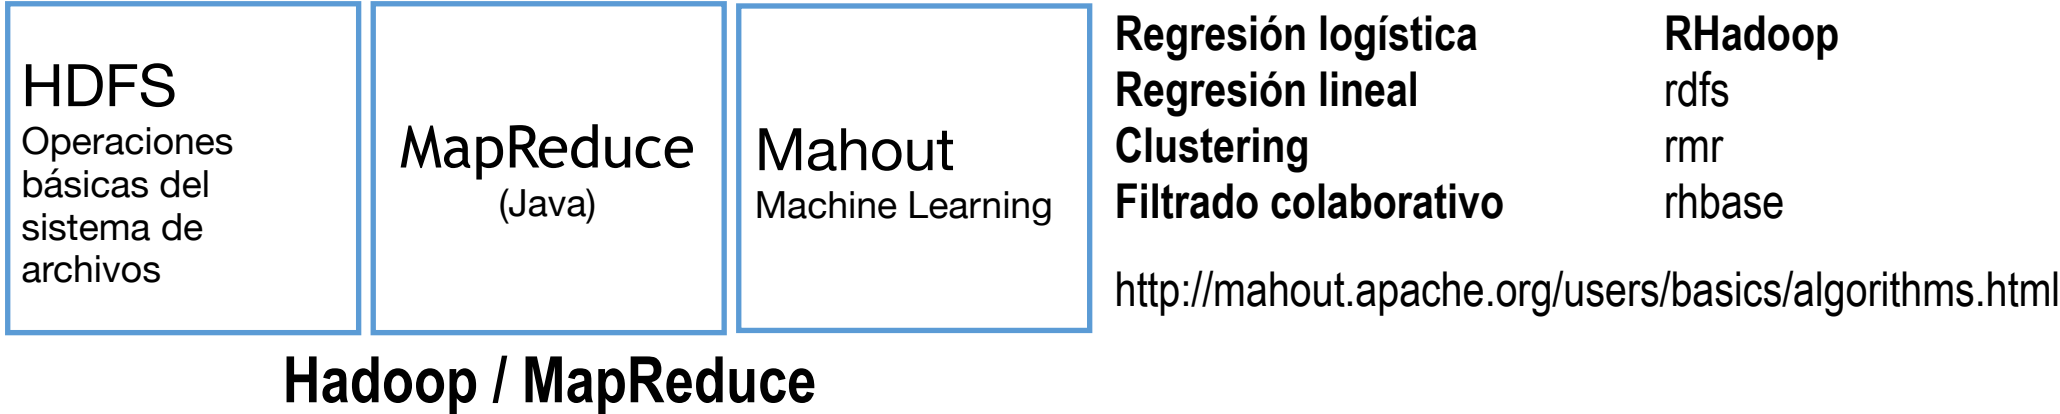 HDFS
Operaciones
básicas del
sistema de
archivos
MapReduce
(Java)
Mahout
Machine Learning
Regresión logística
Regresión lineal
Clustering
Filtrado colaborativo
RHadoop
rdfs
rmr
rhbase
http://mahout.apache.org/users/basics/algorithms.html
Hadoop / MapReduce